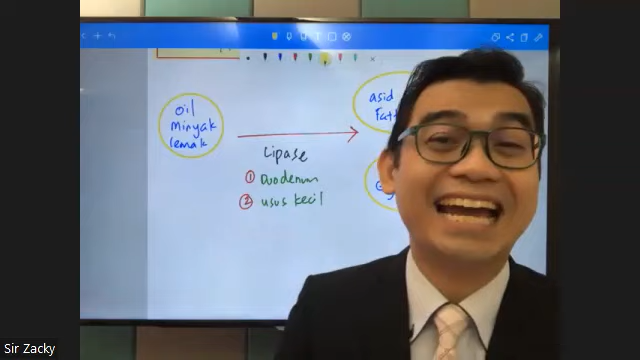 oil
minyak
lemak
Lipase
① Duodenum
② usus kecil
asid
Fatt
Sir Zacky